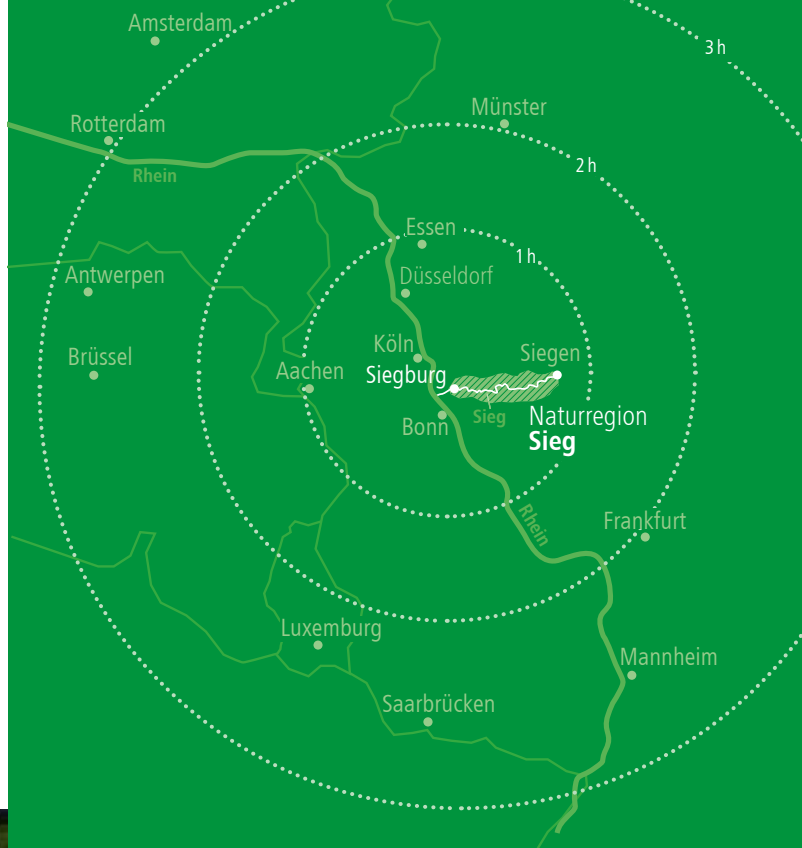 Amsterdam
3 h
Münster
Rotterdam
2 h
Rhein
Essen
1 h
Antwerpen
Düsseldorf
Köln
Siegen
Brüssel
Aachen
Siegburg
Sieg
Naturregion
Sieg
Bonn
Rhein
Frankfurt
Luxemburg
Mannheim
Saarbrücken